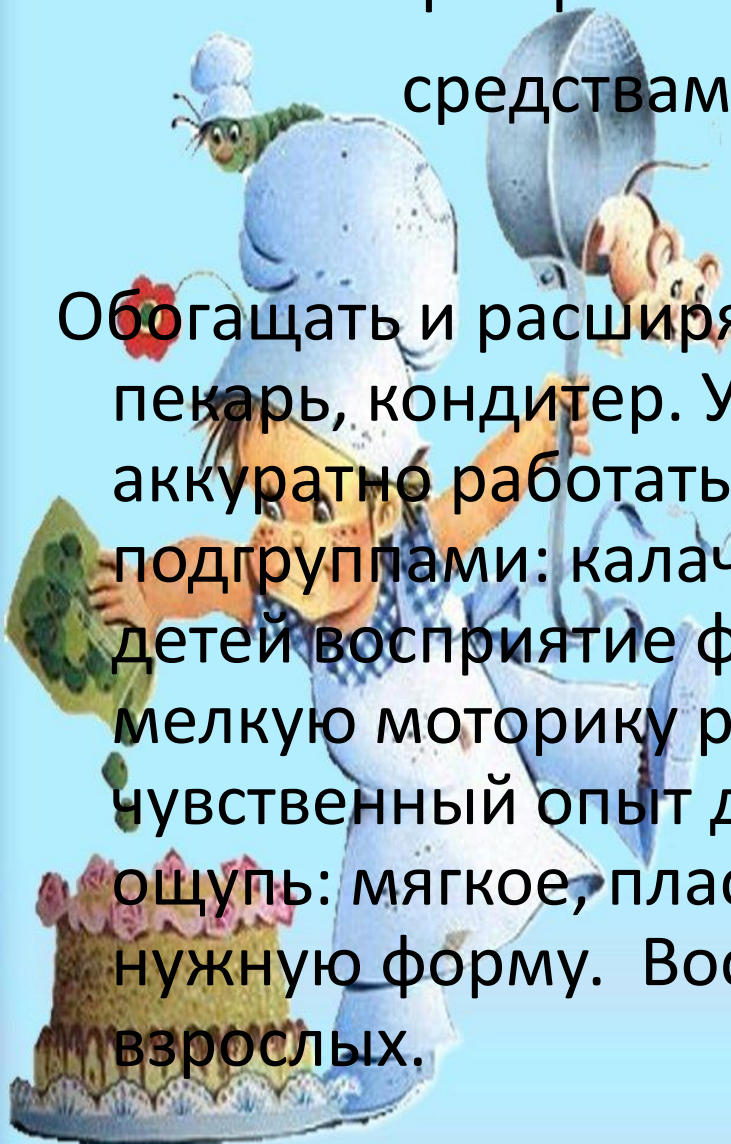 средствам
Обогащать и расширя
пекарь, кондитер. У
аккуратно работать
подгруппами: калач
детей восприятие ф
мелкую моторику р
чувственный опыт д
ощупь: мягкое, плас
нужную форму. Вос
взрослых.